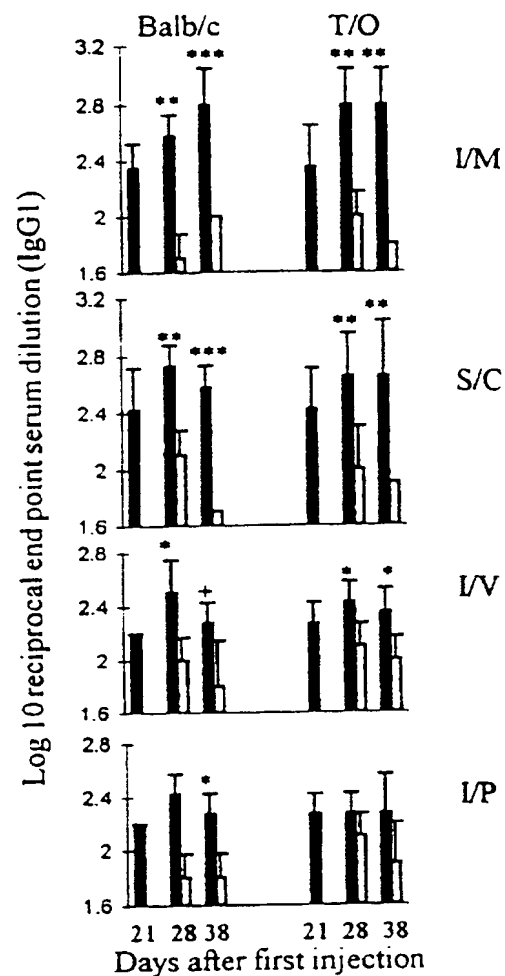 Balb/c T/O
3.2
2.8
2.4
2
1.6
** *** ** **
I/M
3.2
2.8
2.4
2
1.6
** *** ** **
S/C
2.8
2.4
2
1.6
* + * *
I/V
2.8
2.4
2
1.6
*
I/P
21 28 38 21 28 38
Days after first injection
Log 10 reciprocal end point serum dilution (IgG1)